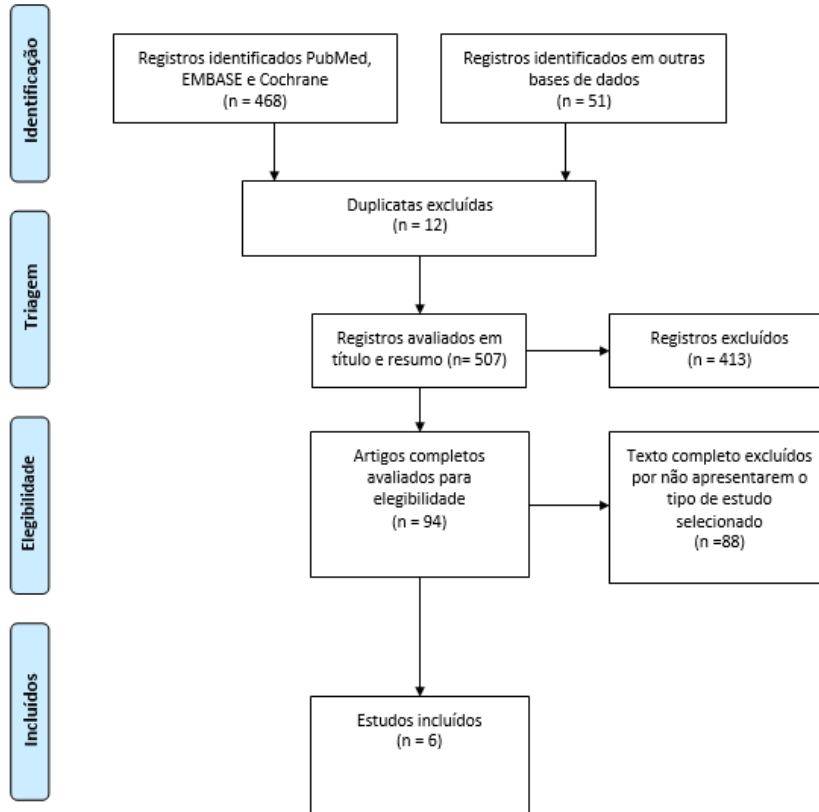 Identificação
Registros identificados PubMed,
EMBASE e Cochrane
(n = 468)
Registros identificados em outras
bases de dados
(n = 51)
Duplicatas excluídas
(n = 12)
Triagem
Registros avaliados em
título e resumo (n= 507)
Registros excluídos
(n = 413)
Elegibilidade
Artigos completos
avaliados para
elegibilidade
(n = 94)
Texto completo excluídos
por não apresentarem o
tipo de estudo
selecionado
(n =88)
Incluídos
Estudos incluídos
(n = 6)